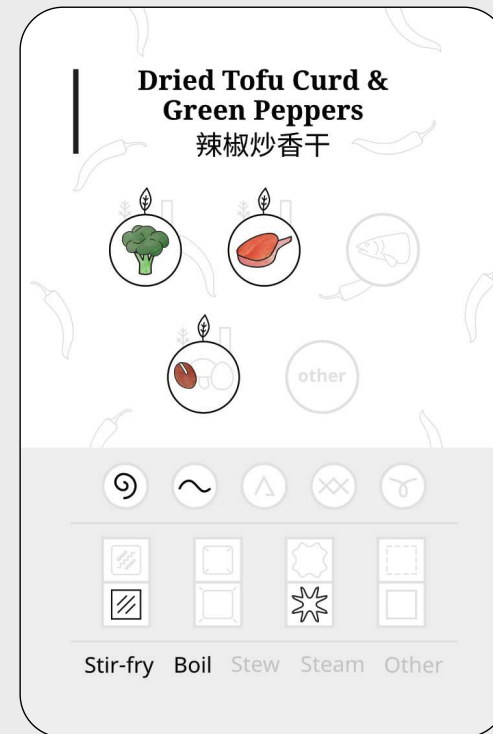 Dried Tofu Curd &
Green Peppers
辣椒炒香干
other
Stir-fry Boil Stew Steam Other